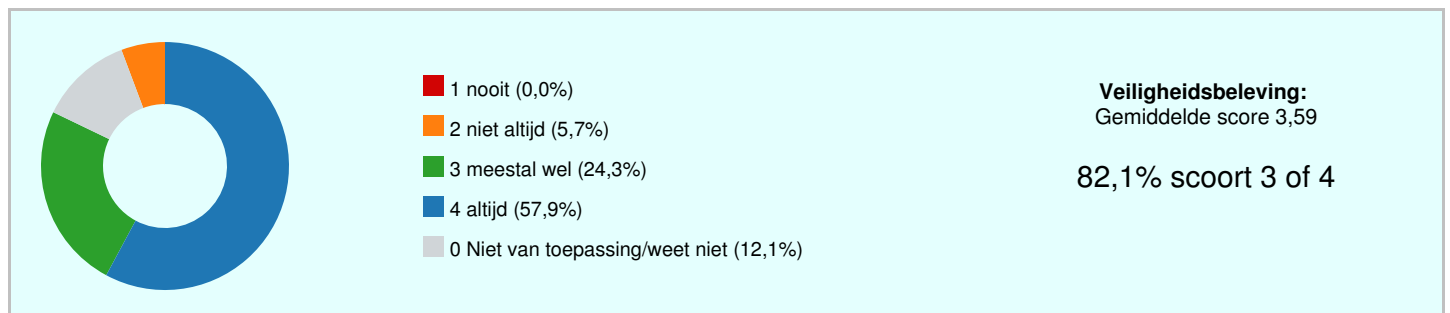 1 nooit (0,0%)
2 niet altijd (5,7%)
3 meestal wel (24,3%)
4 altijd (57,9%)
0 Niet van toepassing/weet niet (12,1%)
Veiligheidsbeleving:
Gemiddelde score 3,59
82,1% scoort 3 of 4